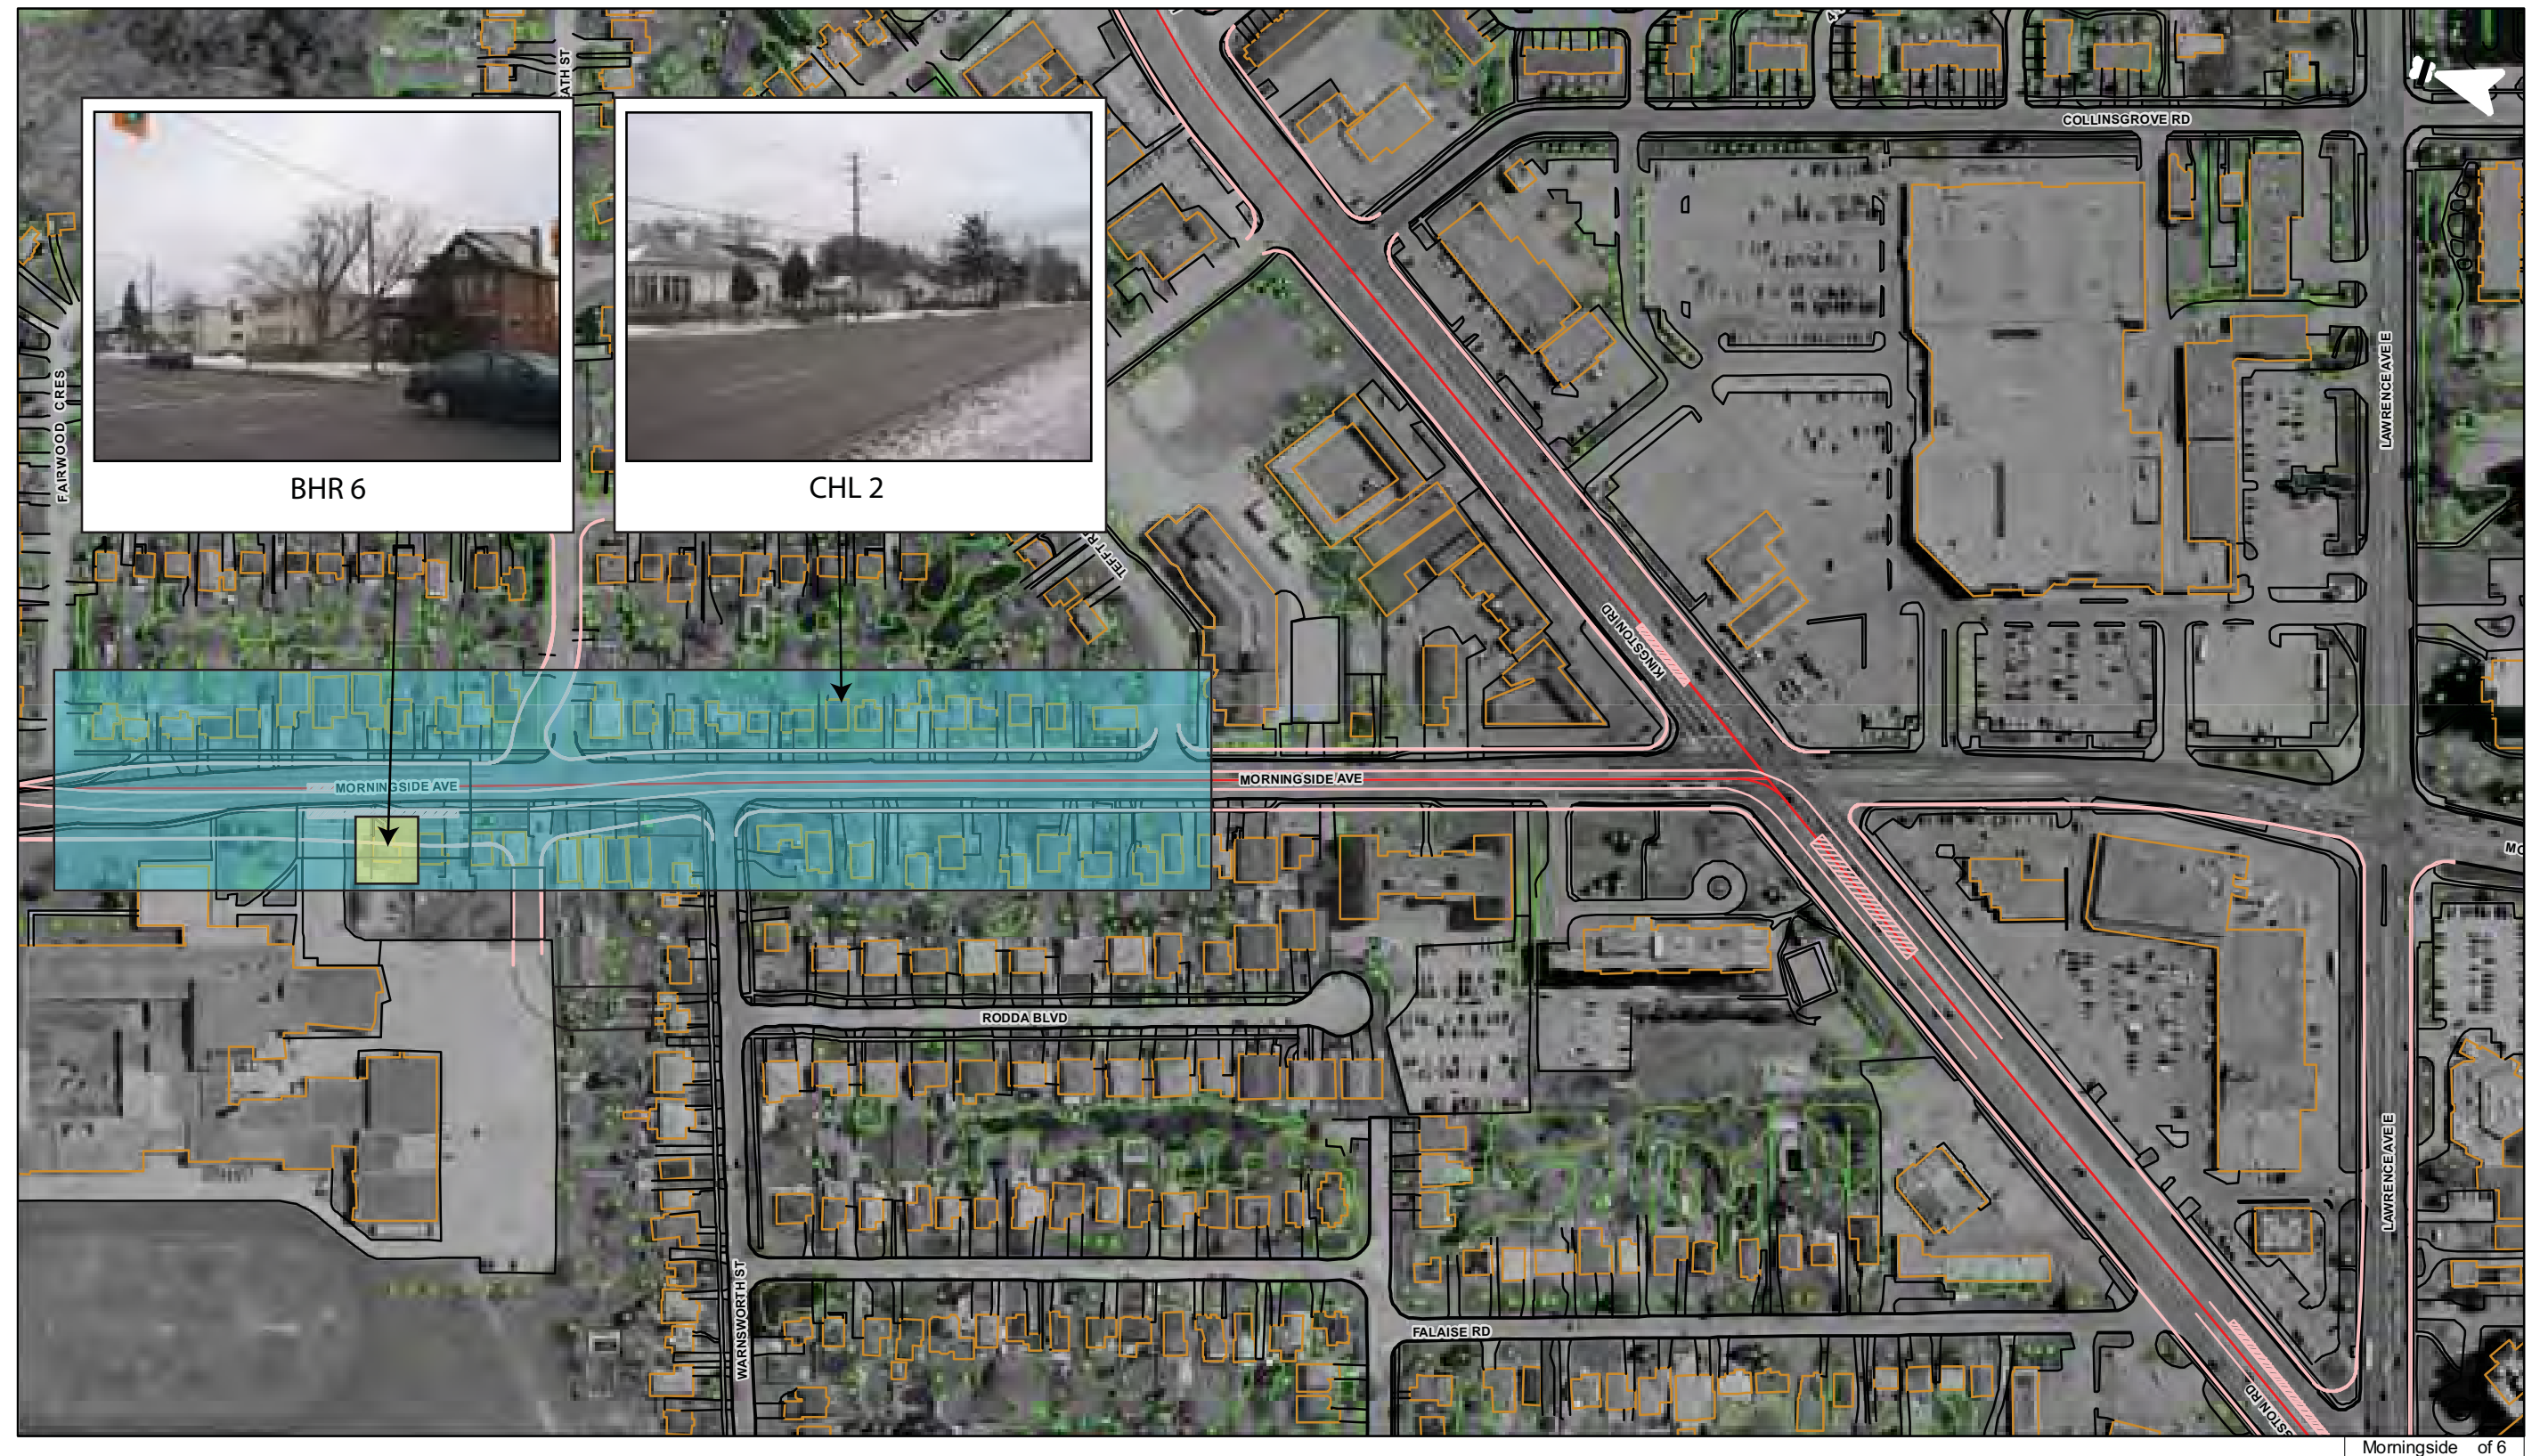 COLLINSGROVE RD
LAWRENCE AVE E
FAIRWOOD CRES
BHR 6
CHL 2
KINGSTON RD
MORNINGSIDE AVE
MORNINGSIDE AVE
RODDA BLVD
LAWRENCE AVE E
WARNSWORTH ST
FALAISE RD
Morningside of 6